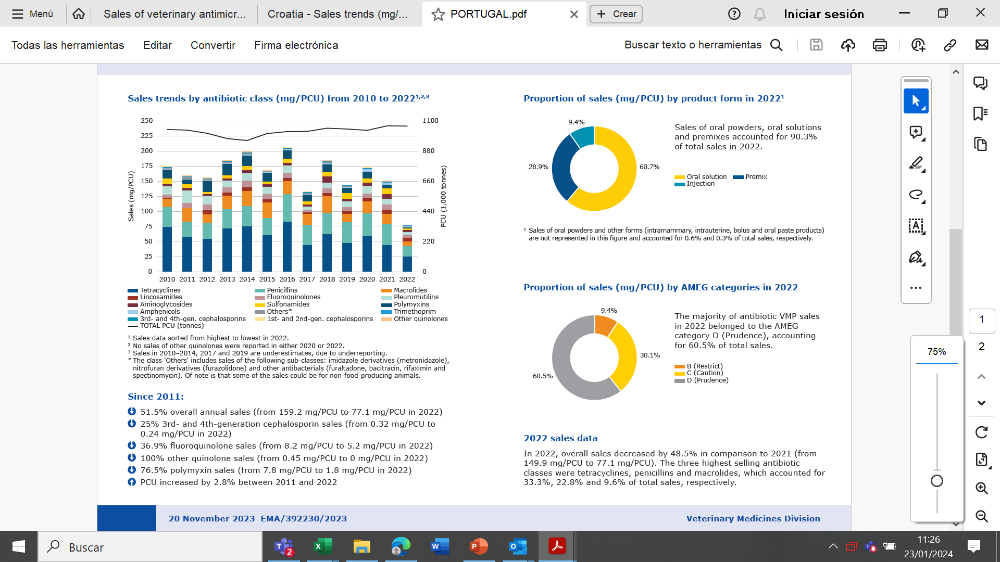 Menú
Sales of veterinary antimicr...
Croatia - Sales trends (mg/...
PORTUGAL.pdf
Crear
Iniciar sesión
Todas las herramientas
Editar
Convertir
Firma electrónica
Buscar texto o herramientas
Sales trends by antibiotic class (mg/PCU) from 2010 to 2022¹,²,³
250
225
200
175
150
125
100
75
50
25
0
Sales (mg/PCU)
1100
880
660
440
220
0
PCU (1,000 tonnes)
2010 2011 2012 2013 2014 2015 2016 2017 2018 2019 2020 2021 2022
Tetracyclines Penicillins Macrolides
Lincosamides Fluoroquinolones Pleuromutilins
Aminoglycosides Sulfonamides Polymyxins
Amphenicols Others* Trimethoprim
3rd- and 4th-gen. cephalosporins 1st- and 2nd-gen. cephalosporins Other quinolones
TOTAL PCU (tonnes)
¹ Sales data sorted from highest to lowest in 2022.
² No sales of other quinolones were reported in either 2020 or 2022.
³ Sales in 2010–2014, 2017 and 2019 are underestimates, due to underreporting.
* The class 'Others' includes sales of the following sub-classes: imidazole derivatives (metronidazole),
nitrofuran derivatives (furazolidone) and other antibacterials (furaltadone, bacitracin, rifaximin and
spectinomycin). Of note is that some of the sales could be for non-food-producing animals.
Since 2011:
51.5% overall annual sales (from 159.2 mg/PCU to 77.1 mg/PCU in 2022)
25% 3rd- and 4th-generation cephalosporin sales (from 0.32 mg/PCU to
0.24 mg/PCU in 2022)
36.9% fluoroquinolone sales (from 8.2 mg/PCU to 5.2 mg/PCU in 2022)
100% other quinolone sales (from 0.45 mg/PCU to 0 mg/PCU in 2022)
76.5% polymyxin sales (from 7.8 mg/PCU to 1.8 mg/PCU in 2022)
PCU increased by 2.8% between 2011 and 2022
Proportion of sales (mg/PCU) by product form in 2022¹
9.4%
28.9%
60.7%
Sales of oral powders, oral solutions
and premixes accounted for 90.3%
of total sales in 2022.
Oral solution Premix
Injection
¹ Sales of oral powders and other forms (intramammary, intrauterine, bolus and oral paste products)
are not represented in this figure and accounted for 0.6% and 0.3% of total sales, respectively.
Proportion of sales (mg/PCU) by AMEG categories in 2022
9.4%
30.1%
60.5%
The majority of antibiotic VMP sales
in 2022 belonged to the AMEG
category D (Prudence), accounting
for 60.5% of total sales.
B (Restrict)
C (Caution)
D (Prudence)
2022 sales data
In 2022, overall sales decreased by 48.5% in comparison to 2021 (from
149.9 mg/PCU to 77.1 mg/PCU). The three highest selling antibiotic
classes were tetracyclines, penicillins and macrolides, which accounted for
33.3%, 22.8% and 9.6% of total sales, respectively.
20 November 2023 EMA/392230/2023
Veterinary Medicines Division
1
2
75%
Buscar
2
11:26
23/01/2024